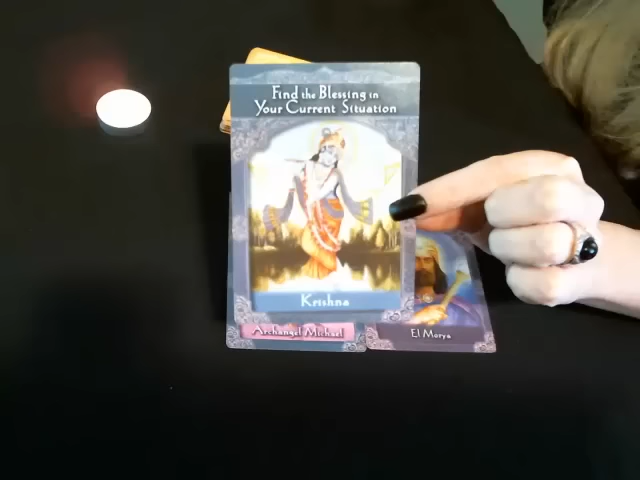 Find the Blessing in
Your Current Situation
Krishna
Archangel Michael
El Morya